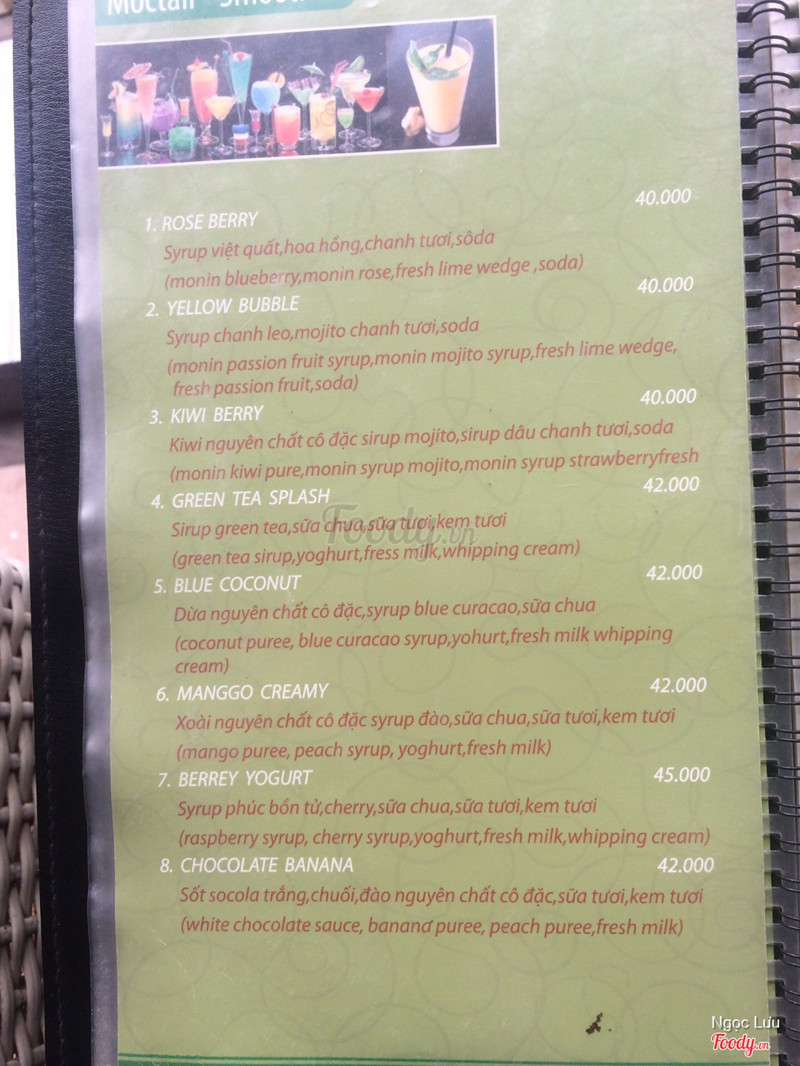 Moctail - Smooth
40.000
1. ROSE BERRY
Syrup việt quất,hoa hồng,chanh tươi,sôda
(monin blueberry,monin rose,fresh lime wedge ,soda)
40.000
2. YELLOW BUBBLE
Syrup chanh leo,mojito chanh tươi,soda
(monin passion fruit syrup,monin mojito syrup,fresh lime wedge,
fresh passion fruit,soda)
40.000
3. KIWI BERRY
Kiwi nguyên chất cô đặc sirup mojito,sirup dâu chanh tươi,soda
(monin kiwi pure,monin syrup mojito,monin syrup strawberryfresh
42.000
4. GREEN TEA SPLASH
Sirup green tea,sữa chua,sữa tươi,kem tươi
Foody.vn
(green tea sirup,yoghurt,fress milk,whipping cream)
42.000
5. BLUE COCONUT
Dừa nguyên chất cô đặc,syrup blue curacao,sữa chua
(coconut puree, blue curacao syrup,yohurt,fresh milk whipping
cream)
42.000
6. MANGGO CREAMY
Xoài nguyên chất cô đặc syrup đào,sữa chua,sữa tươi,kem tươi
(mango puree, peach syrup, yoghurt,fresh milk)
45.000
7. BERREY YOGURT
Syrup phúc bồn tử,cherry,sữa chua,sữa tươi,kem tươi
(raspberry syrup, cherry syrup,yoghurt,fresh milk,whipping cream)
8. CHOCOLATE BANANA 42.000
Sốt socola trắng,chuối,đào nguyên chất cô đặc,sữa tươi,kem tươi
(white chocolate sauce, bananơ puree, peach puree,fresh milk)
Ngọc Lưu
Foody.vn